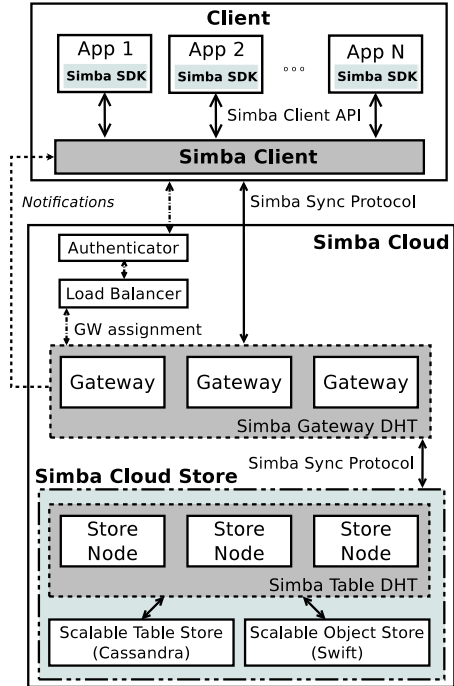 Client
App 1
Simba SDK
App 2
Simba SDK
App N
Simba SDK
Simba Client API
Simba Client
Notifications
Simba Sync Protocol
Simba Cloud
Authenticator
Load Balancer
GW assignment
Gateway
Gateway
Gateway
Simba Gateway DHT
Simba Sync Protocol
Simba Cloud Store
Store
Node
Store
Node
Store
Node
Simba Table DHT
Scalable Table Store
(Cassandra)
Scalable Object Store
(Swift)